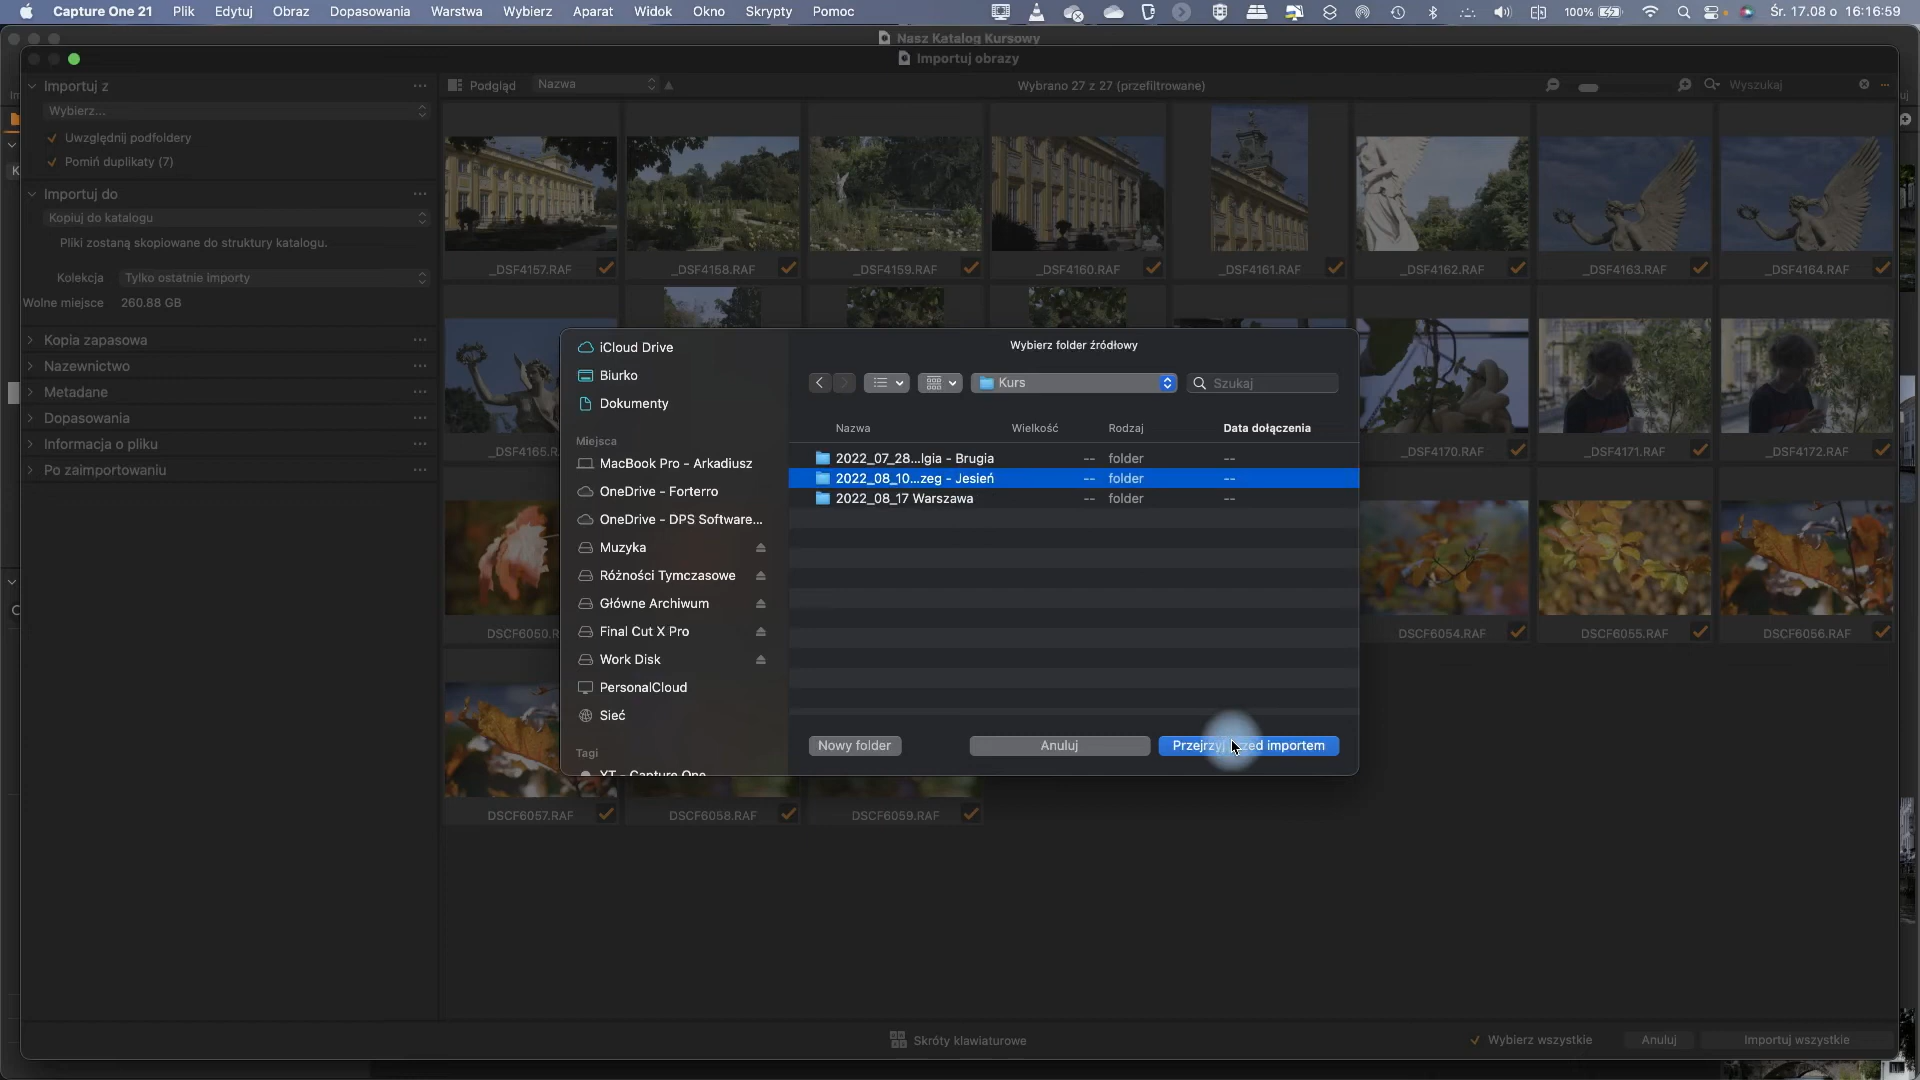 Capture One 21 Plik Edytuj Obraz Dopasowania Warstwa Wybierz Aparat Widok Okno Skrypty Pomoc 100% Śr. 17.08 o 16:16:59
Nasz Katalog Kursowy
Importuj obrazy
Importuj z
Podgląd Nazwa Wybrano 27 z 27 (przefiltrowane) Wyszukaj
Wybierz...
Uwzględnij podfoldery
Pomiń duplikaty (7)
Importuj do
Kopiuj do katalogu
Pliki zostaną skopiowane do struktury katalogu.
Kolekcja Tylko ostatnie importy
Wolne miejsce 260.88 GB
Kopia zapasowa
Nazewnictwo
Metadane
Dopasowania
Informacja o pliku
Po zaimportowaniu
_DSF4157.RAF _DSF4158.RAF _DSF4159.RAF _DSF4160.RAF _DSF4161.RAF _DSF4162.RAF _DSF4163.RAF _DSF4164.RAF
_DSF4165. _DSF4170.RAF _DSF4171.RAF _DSF4172.RAF
DSCF6050.R DSCF6054.RAF DSCF6055.RAF DSCF6056.RAF
DSCF6057.RAF DSCF6058.RAF DSCF6059.RAF
iCloud Drive
Biurko
Dokumenty
Miejsca
MacBook Pro - Arkadiusz
OneDrive - Forterro
OneDrive - DPS Software...
Muzyka
Różności Tymczasowe
Główne Archiwum
Final Cut X Pro
Work Disk
PersonalCloud
Sieć
Tagi
YT - Capture One
Wybierz folder źródłowy
Kurs Szukaj
Nazwa Wielkość Rodzaj Data dołączenia
2022_07_28...lgia - Brugia -- folder --
2022_08_10...zeg - Jesień -- folder --
2022_08_17 Warszawa -- folder --
Nowy folder Anuluj Przejrzyj przed importem
Skróty klawiaturowe Wybierz wszystkie Anuluj Importuj wszystkie